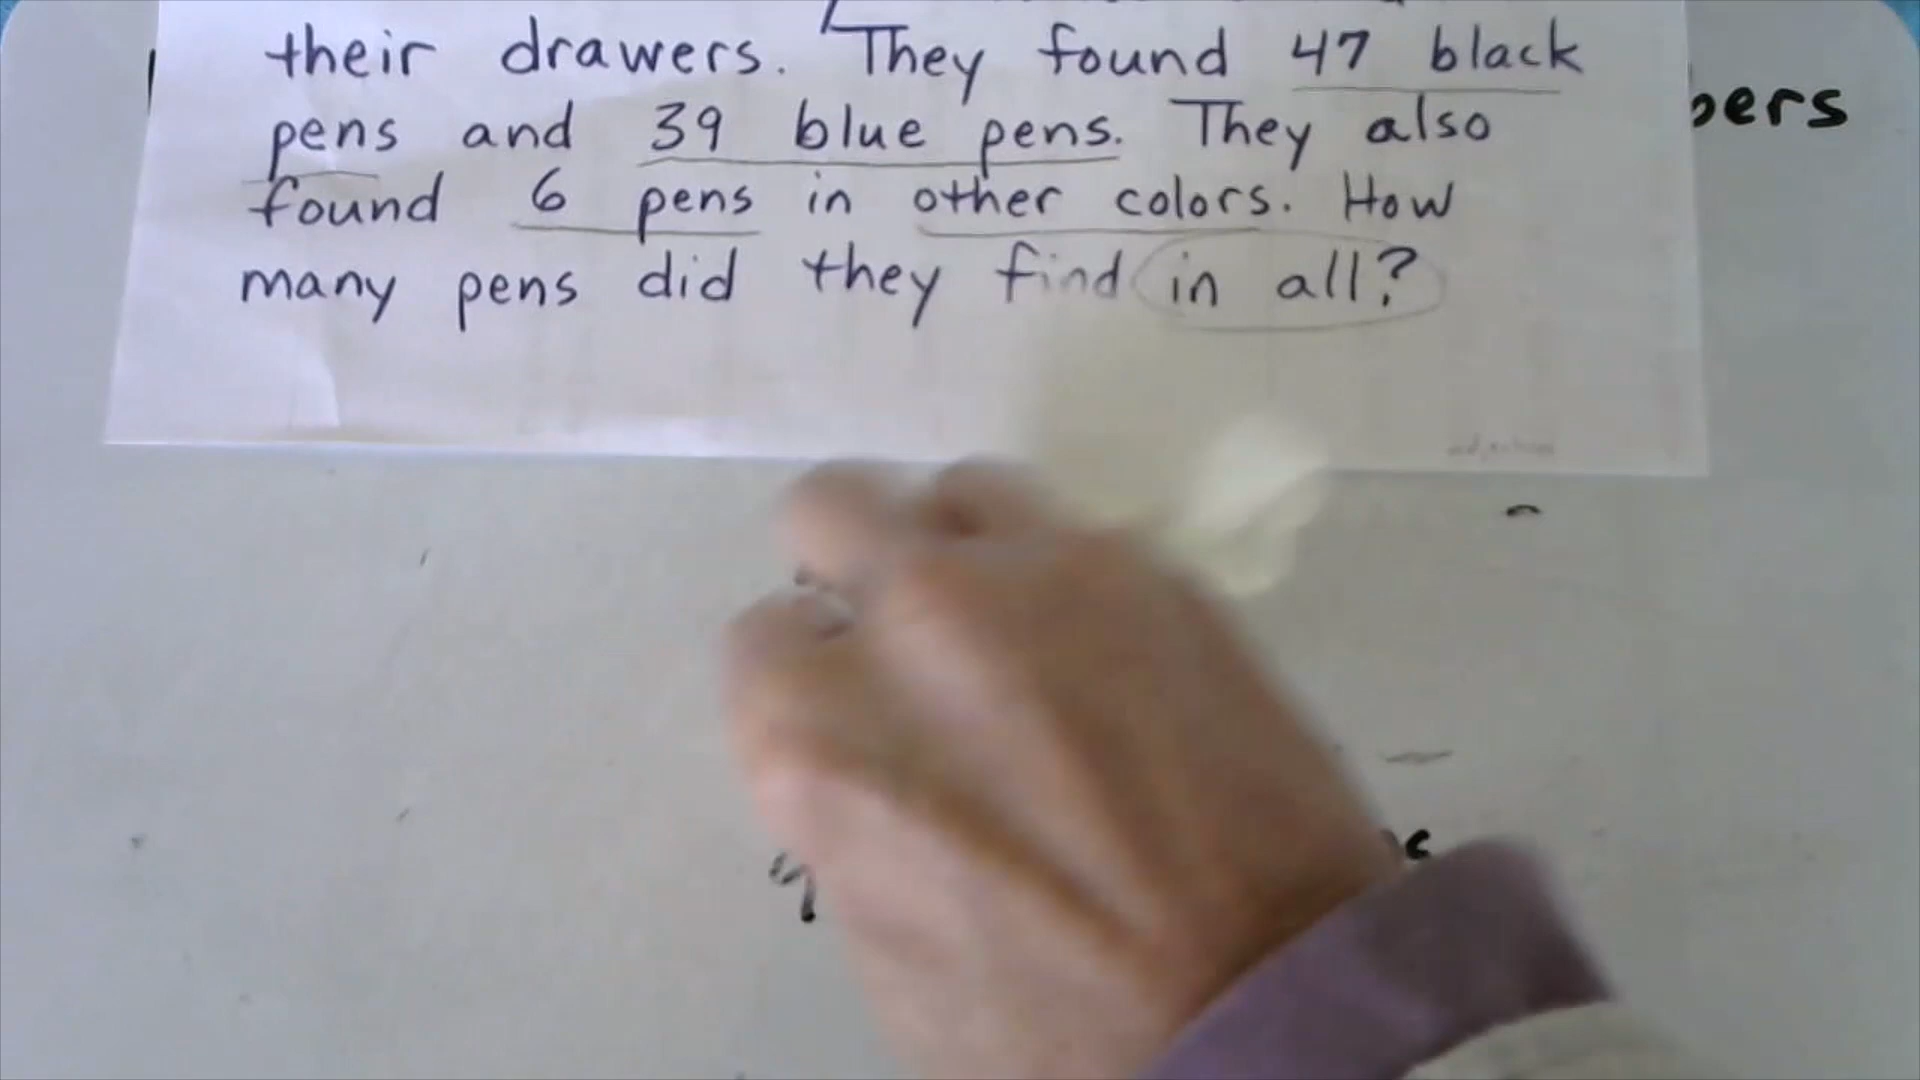 their drawers. They found 47 black
pens and 39 blue pens. They also
found 6 pens in other colors. How
many pens did they find in all?